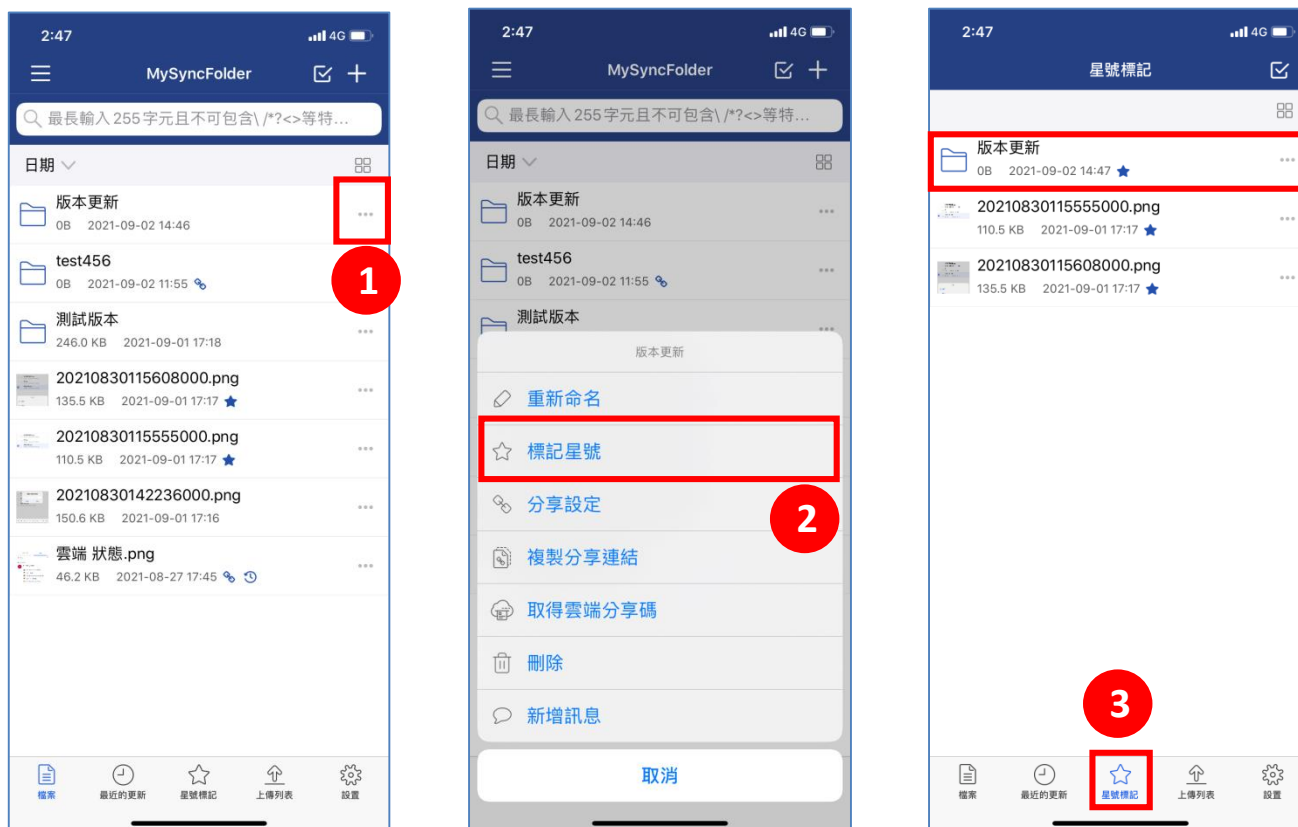 2:47
4G
MySyncFolder
最長輸入255字元且不可包含\ /*?<>等特...
日期
版本更新
0B 2021-09-02 14:46
test456
0B 2021-09-02 11:55
1
測試版本
246.0 KB 2021-09-01 17:18
20210830115608000.png
135.5 KB 2021-09-01 17:17
20210830115555000.png
110.5 KB 2021-09-01 17:17
20210830142236000.png
150.6 KB 2021-09-01 17:16
雲端 狀態.png
46.2 KB 2021-08-27 17:45
檔案 最近的更新 星號標記 上傳列表 設置
2:47
4G
MySyncFolder
最長輸入255字元且不可包含\ /*?<>等特...
日期
版本更新
0B 2021-09-02 14:46
test456
0B 2021-09-02 11:55
測試版本
版本更新
重新命名
標記星號
分享設定
2
複製分享連結
取得雲端分享碼
刪除
新增訊息
取消
2:47
4G
星號標記
版本更新
0B 2021-09-02 14:47
20210830115555000.png
110.5 KB 2021-09-01 17:17
20210830115608000.png
135.5 KB 2021-09-01 17:17
3
檔案 最近的更新 星號標記 上傳列表 設置